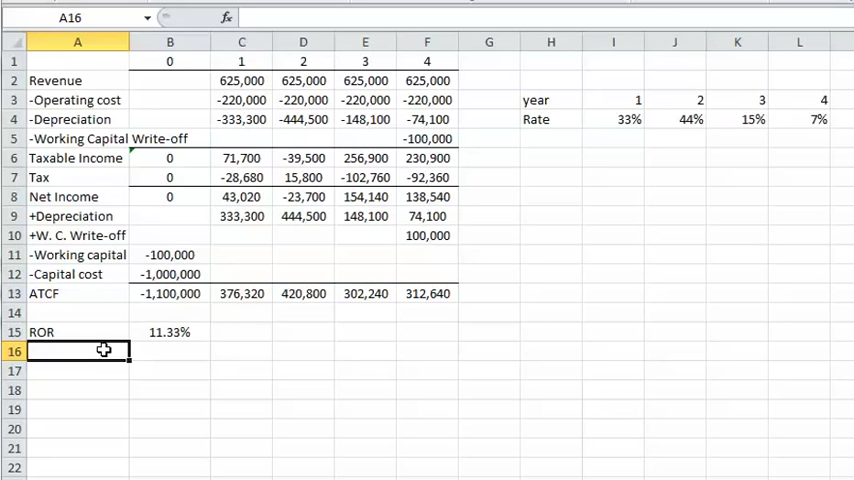 A16 fx
A B C D E F G H I J K L
1 0 1 2 3 4
2 Revenue 625,000 625,000 625,000 625,000
3 -Operating cost -220,000 -220,000 -220,000 -220,000 year 1 2 3 4
4 -Depreciation -333,300 -444,500 -148,100 -74,100 Rate 33% 44% 15% 7%
5 -Working Capital Write-off -100,000
6 Taxable Income 0 71,700 -39,500 256,900 230,900
7 Tax 0 -28,680 15,800 -102,760 -92,360
8 Net Income 0 43,020 -23,700 154,140 138,540
9 +Depreciation 333,300 444,500 148,100 74,100
10 +W. C. Write-off 100,000
11 -Working capital -100,000
12 -Capital cost -1,000,000
13 ATCF -1,100,000 376,320 420,800 302,240 312,640
14
15 ROR 11.33%
16
17
18
19
20
21
22